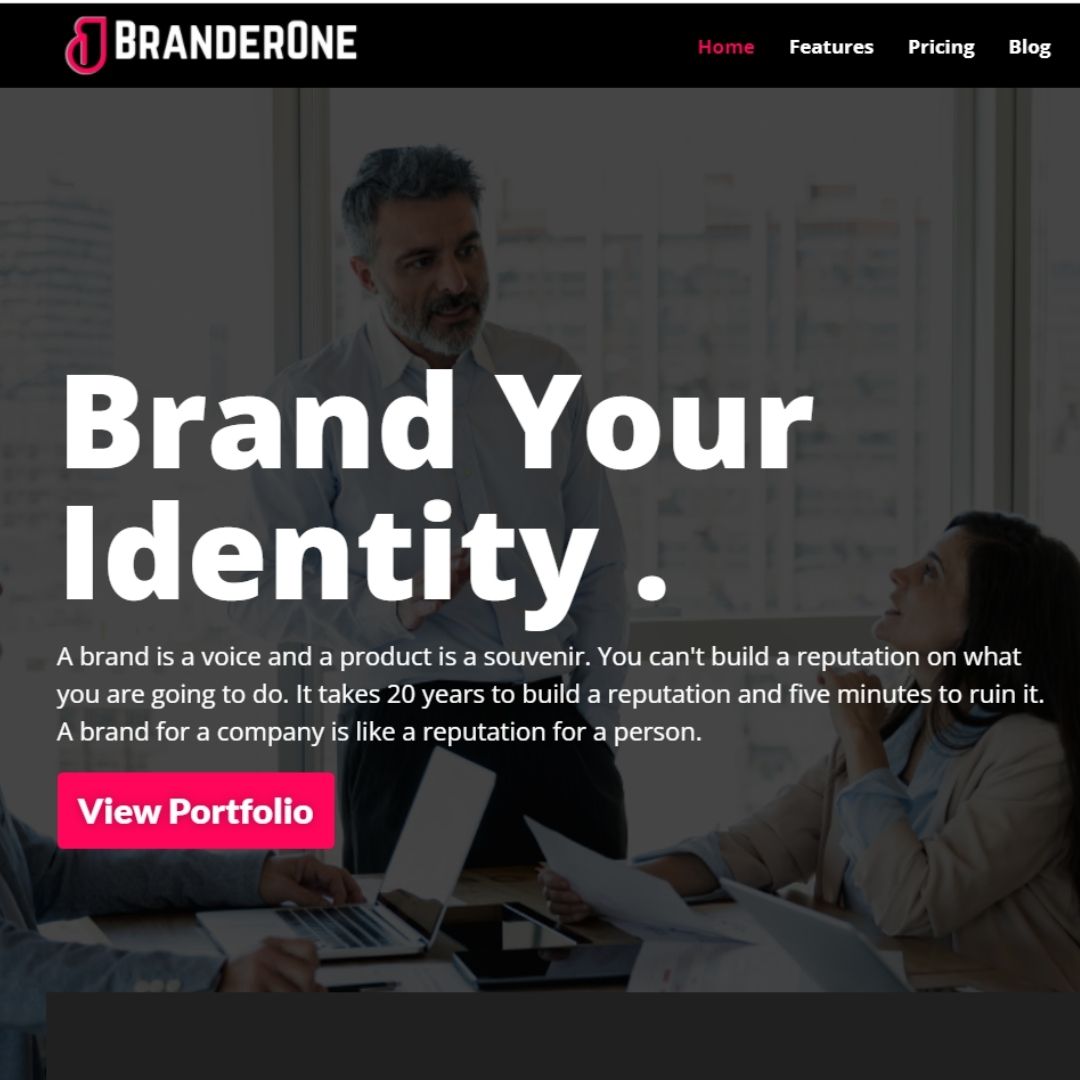 BRANDERONE
Home Features Pricing Blog
Brand Your
Identity .
A brand is a voice and a product is a souvenir. You can't build a reputation on what
you are going to do. It takes 20 years to build a reputation and five minutes to ruin it.
A brand for a company is like a reputation for a person.
View Portfolio